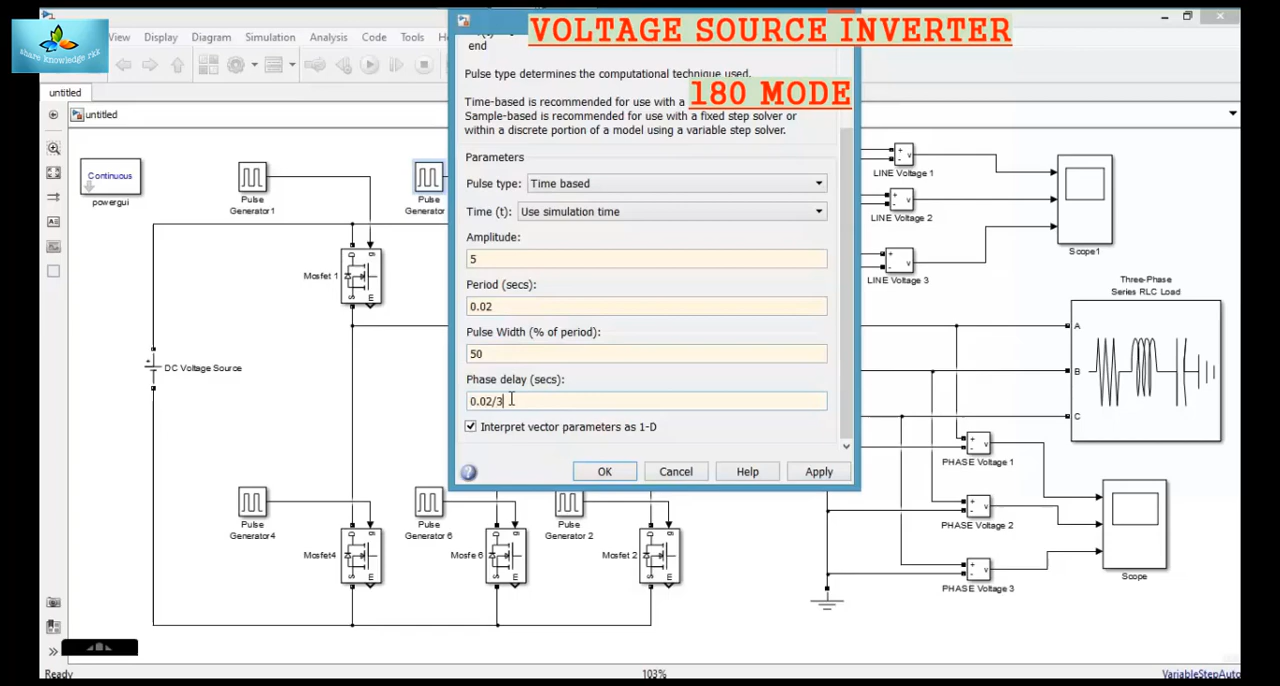 VOLTAGE SOURCE INVERTER
180 MODE
share knowledge rkk
View Diagram Simulation Analysis Code Tools
untitled
untitled
end
Pulse type determines the computational technique used.
Time-based is recommended for use with a
Sample-based is recommended for use with a fixed step solver or
within a discrete portion of a model using a variable step solver.
Parameters
Pulse type: Time based
Time (t): Use simulation time
Amplitude:
5
Period (secs):
0.02
Pulse Width (% of period):
50
Phase delay (secs):
0.02/3
Interpret vector parameters as 1-D
OK Cancel Help Apply
Continuous
powergui
Pulse
Generator1
Pulse
Generator
Mosfet 1
DC Voltage Source
Pulse
Generator4
Pulse
Generator 6
Pulse
Generator 2
Mosfet4
Mosfe 6
Mosfet 2
LINE Voltage 1
LINE Voltage 2
LINE Voltage 3
Scope1
Three-Phase
Series RLC Load
A
B
C
PHASE Voltage 1
PHASE Voltage 2
PHASE Voltage 3
Scope
Ready
103%
VariableStepAuto